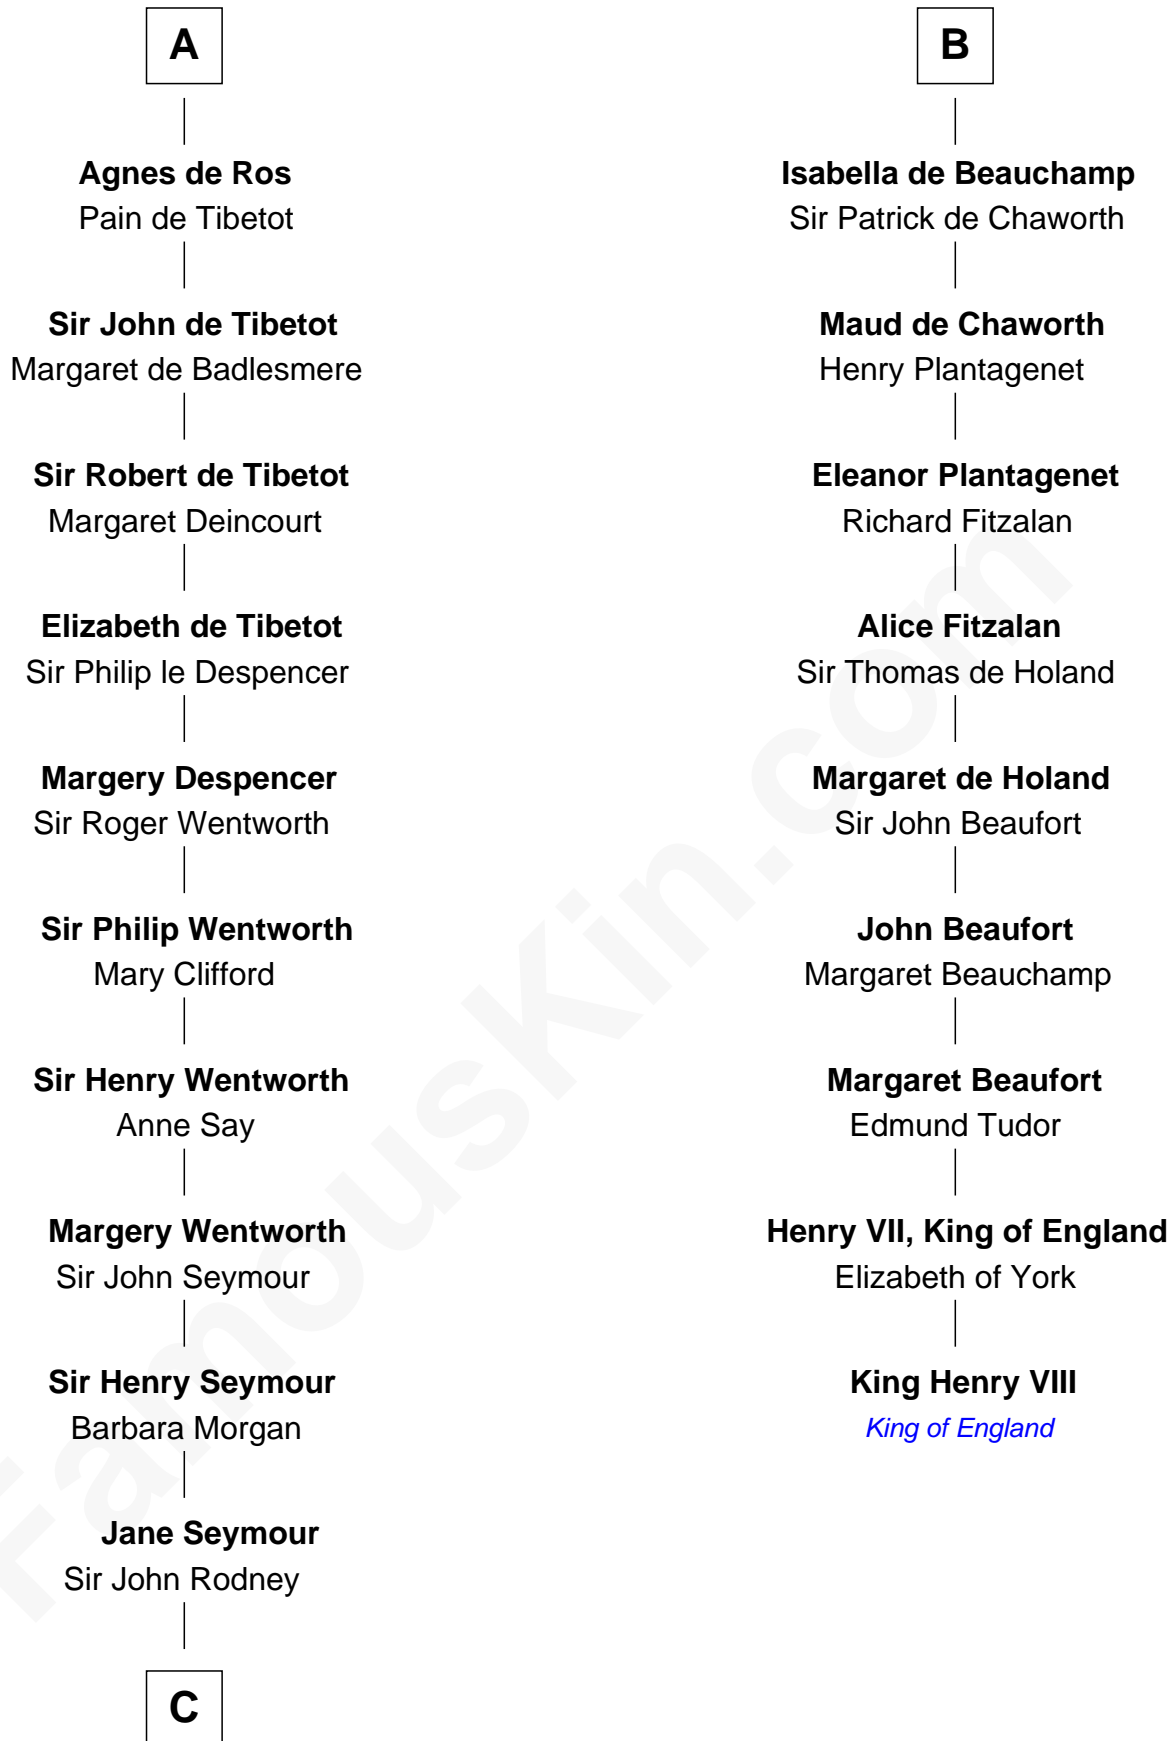 A
Agnes de Ros
Pain de Tibetot
Sir John de Tibetot
Margaret de Badlesmere
Sir Robert de Tibetot
Margaret Deincourt
Elizabeth de Tibetot
Sir Philip le Despencer
Margery Despencer
Sir Roger Wentworth
Sir Philip Wentworth
Mary Clifford
Sir Henry Wentworth
Anne Say
Margery Wentworth
Sir John Seymour
Sir Henry Seymour
Barbara Morgan
Jane Seymour
Sir John Rodney
C
B
Isabella de Beauchamp
Sir Patrick de Chaworth
Maud de Chaworth
Henry Plantagenet
Eleanor Plantagenet
Richard Fitzalan
Alice Fitzalan
Sir Thomas de Holand
Margaret de Holand
Sir John Beaufort
John Beaufort
Margaret Beauchamp
Margaret Beaufort
Edmund Tudor
Henry VII, King of England
Elizabeth of York
King Henry VIII
King of England
FamousKin.com